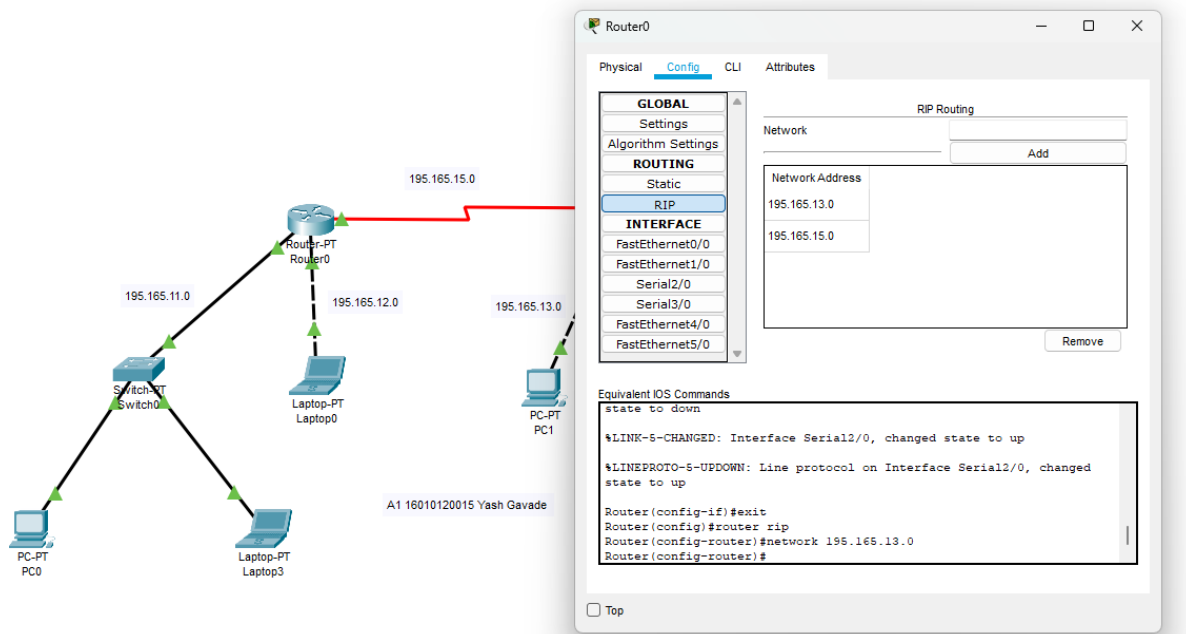 195.165.15.0
Router-PT
Router0
195.165.11.0
195.165.12.0
195.165.13.0
Switch-PT
Switch0
Laptop-PT
Laptop0
PC-PT
PC1
A1 16010120015 Yash Gavade
PC-PT
PC0
Laptop-PT
Laptop3
Router0
Physical Config CLI Attributes
GLOBAL
Settings
Algorithm Settings
ROUTING
Static
RIP
INTERFACE
FastEthernet0/0
FastEthernet1/0
Serial2/0
Serial3/0
FastEthernet4/0
FastEthernet5/0
RIP Routing
Network
Add
Network Address
195.165.13.0
195.165.15.0
Remove
Equivalent IOS Commands
state to down
%LINK-5-CHANGED: Interface Serial2/0, changed state to up
%LINEPROTO-5-UPDOWN: Line protocol on Interface Serial2/0, changed
state to up
Router(config-if)#exit
Router(config)#router rip
Router(config-router)#network 195.165.13.0
Router(config-router)#
Top